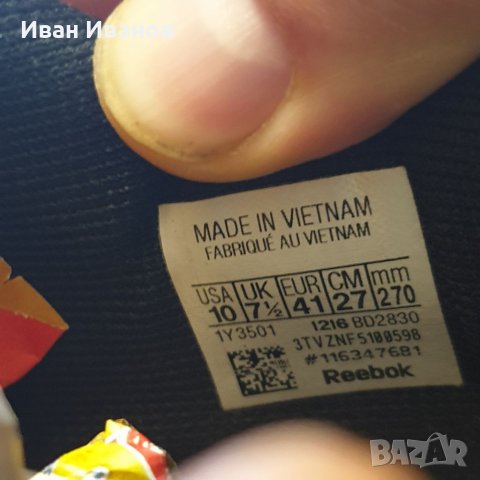 Иван Иванов
MADE IN VIETNAM
FABRIQUÉ AU VIETNAM
USA UK EUR CM mm
10 7½ 41 27 270
1Y3501 1216 BD2830
3TVZNF5100598
#116347681
Reebok
BAZAR